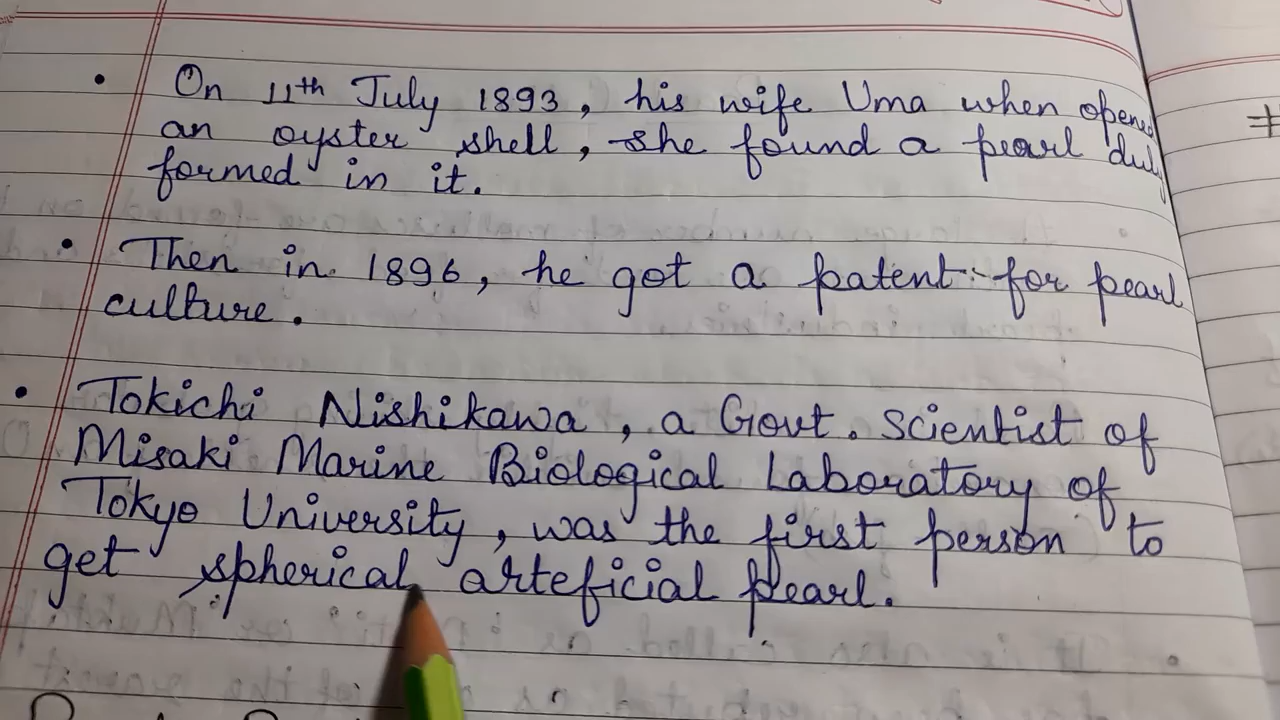 • On 11th July 1893, his wife Uma when opened
an oyster shell, she found a pearl duly
formed in it.
• Then in 1896, he got a patent for pearl
culture.
• Tokichi Nishikawa, a Govt. Scientist of
Misaki Marine Biological Laboratory of
Tokyo University, was the first person to
get spherical arteficial pearl.